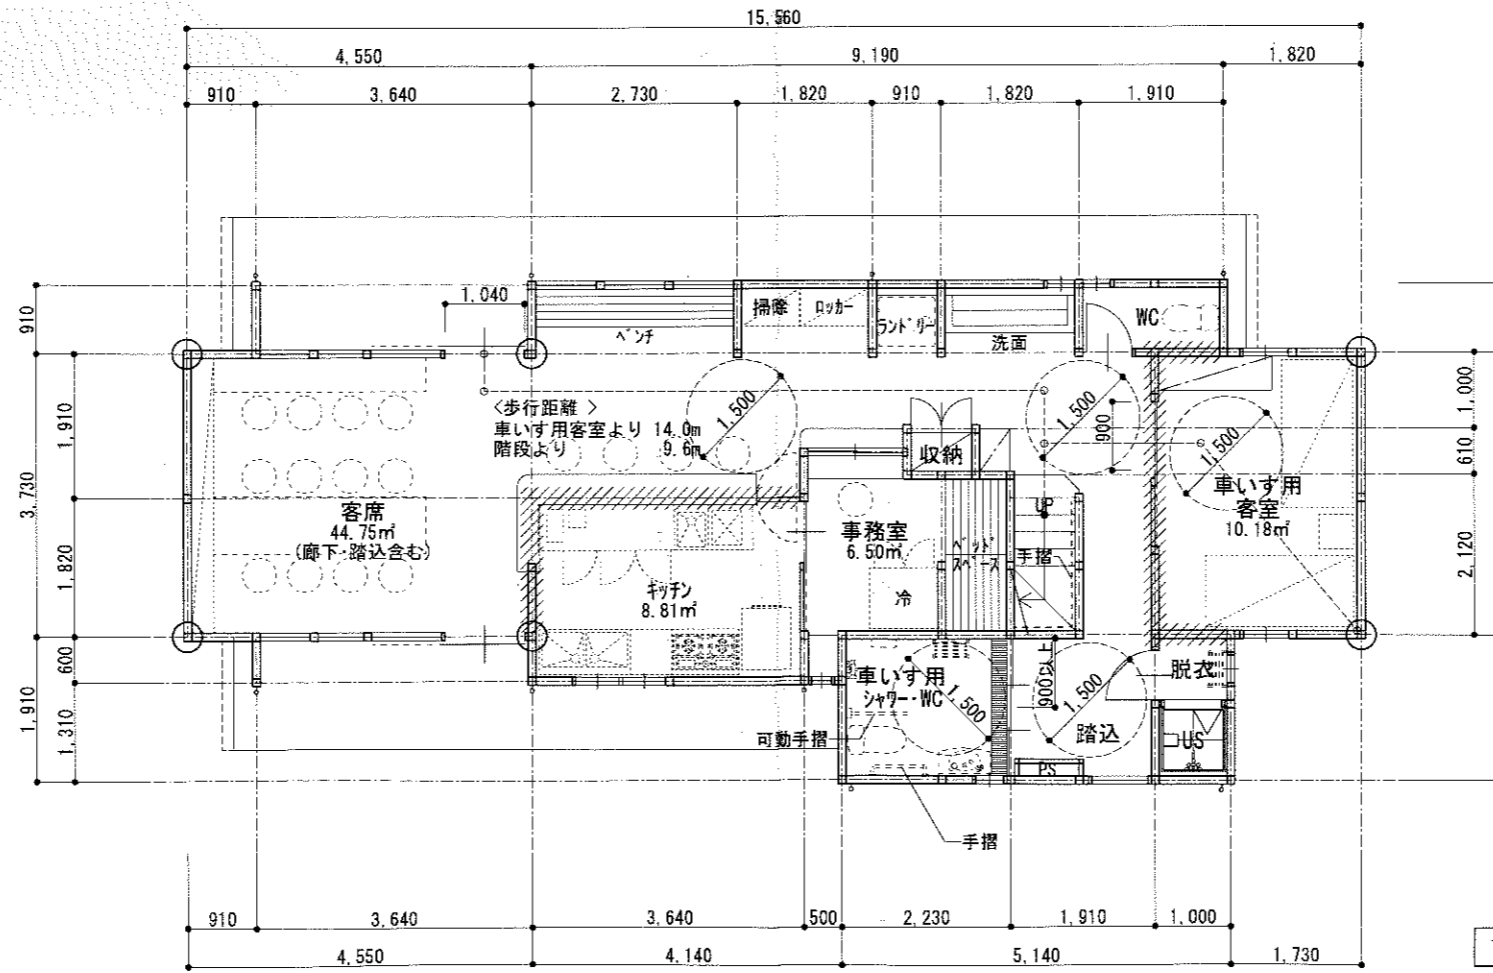 15,560
4,550
9,190
1,820
910
3,640
2,730
1,820
910
1,820
1,910
1,040
ベンチ
掃除
ロッカー
ランドリー
洗面
WC
910
1,910
3,730
1,820
600
1,910
1,310
1,000
610
2,120
〈歩行距離 〉
車いす用客室より 14.0m
階段より 9.6m
1,500
1,500
900
1,500
収納
客席
44.75㎡
(廊下・踏込含む)
キッチン
8.81㎡
事務室
6.50㎡
冷
ベッド
スペース
UP
手摺
車いす用
客室
10.18㎡
車いす用
シャワー・WC
1,500
可動手摺
手摺
900以上
1,500
踏込
PS
脱衣
US
910
3,640
3,640
500
2,230
1,910
1,000
4,550
4,140
5,140
1,730